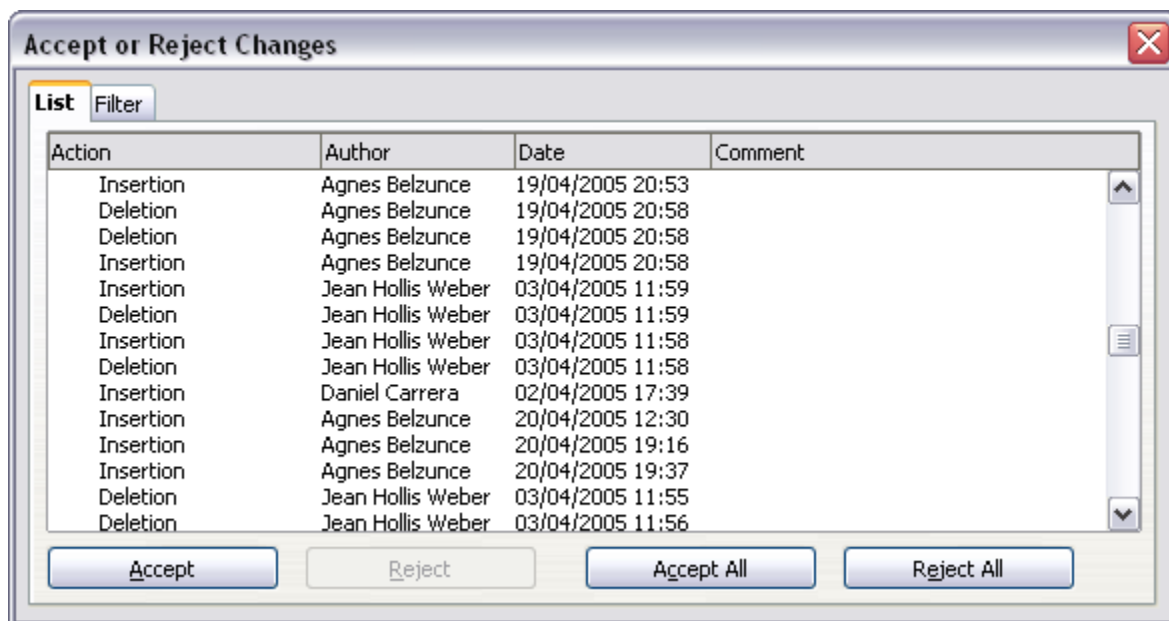 Accept or Reject Changes
List Filter
Action Author Date Comment
Insertion Agnes Belzunce 19/04/2005 20:53
Deletion Agnes Belzunce 19/04/2005 20:58
Deletion Agnes Belzunce 19/04/2005 20:58
Insertion Agnes Belzunce 19/04/2005 20:58
Insertion Jean Hollis Weber 03/04/2005 11:59
Deletion Jean Hollis Weber 03/04/2005 11:59
Insertion Jean Hollis Weber 03/04/2005 11:58
Deletion Jean Hollis Weber 03/04/2005 11:58
Insertion Daniel Carrera 02/04/2005 17:39
Insertion Agnes Belzunce 20/04/2005 12:30
Insertion Agnes Belzunce 20/04/2005 19:16
Insertion Agnes Belzunce 20/04/2005 19:37
Deletion Jean Hollis Weber 03/04/2005 11:55
Deletion Jean Hollis Weber 03/04/2005 11:56
Accept Reject Accept All Reject All